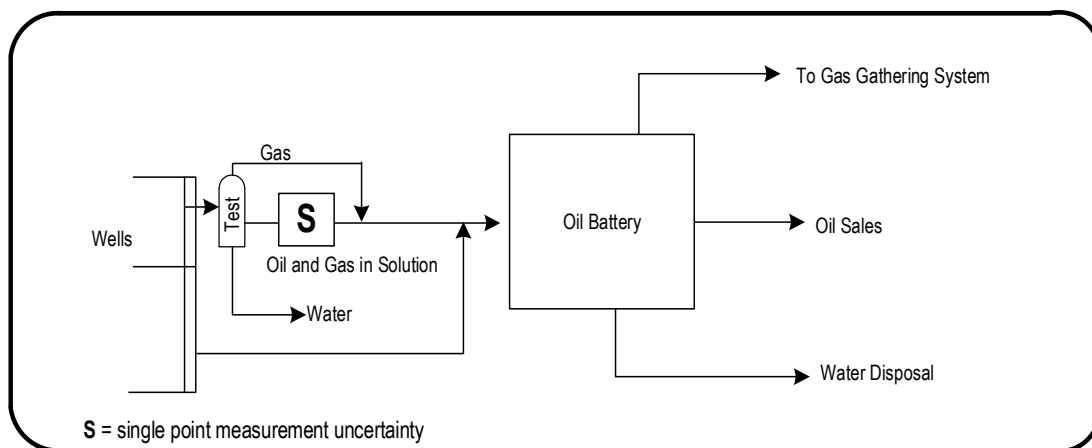 To Gas Gathering System
Gas
Test
S
Wells
Oil Battery
Oil Sales
Oil and Gas in Solution
Water
Water Disposal
S = single point measurement uncertainty